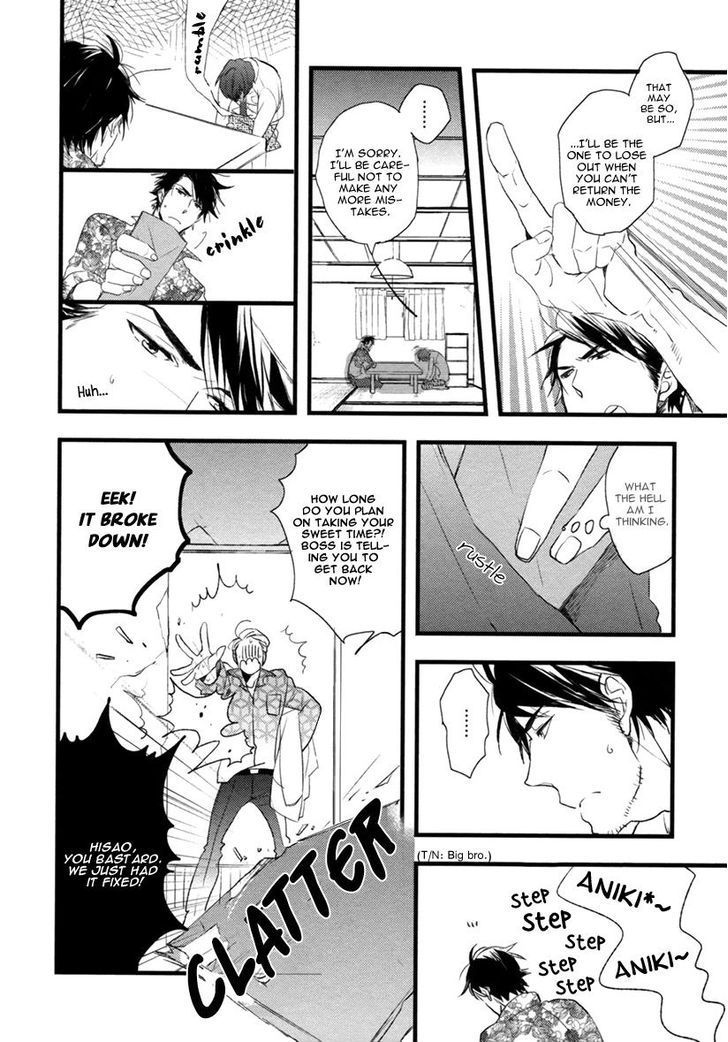 THAT
MAY
BE SO,
BUT...
...I'LL BE THE
ONE TO LOSE
OUT WHEN
YOU CAN'T
RETURN THE
MONEY.
......
I'M SORRY.
I'LL BE CARE-
FUL NOT TO
MAKE ANY
MORE MIS-
TAKES.
rumble
crinkle
Huh...
WHAT
THE HELL
AM I
THINKING.
rustle
......
(T/N: Big bro.)
ANIKI*~
Step
Step
Step
Step
Step
ANIKI~
HOW LONG
DO YOU PLAN
ON TAKING YOUR
SWEET TIME?!
BOSS IS TELL-
ING YOU TO
GET BACK
NOW!
EEK!
IT BROKE
DOWN!
CLATTER
HISAO,
YOU BASTARD.
WE JUST HAD
IT FIXED!